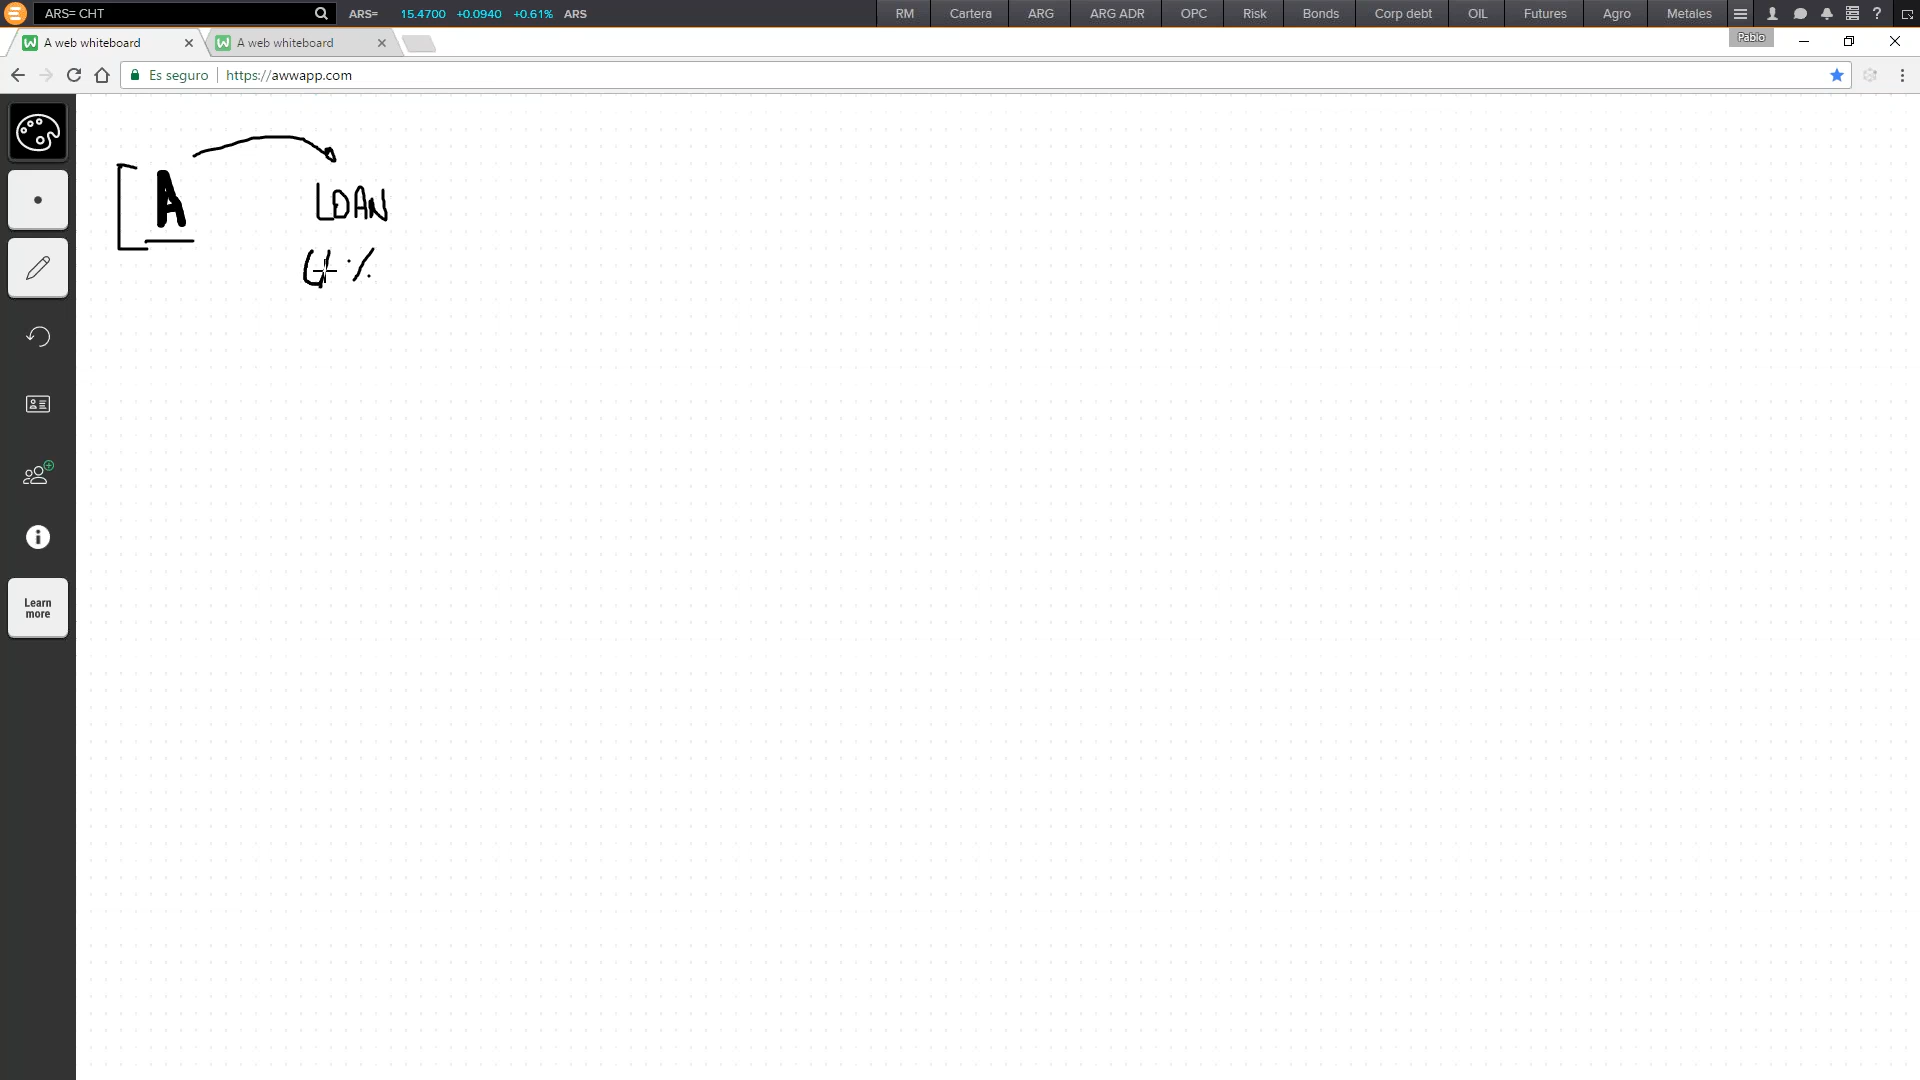 ARS= CHT ARS= 15.4700 +0.0940 +0.61% ARS RM Cartera ARG ARG ADR OPC Risk Bonds Corp debt OIL Futures Agro Metales ?
A web whiteboard A web whiteboard Pablo
Es seguro https://awwapp.com
A LOAN
4%
Learn
more